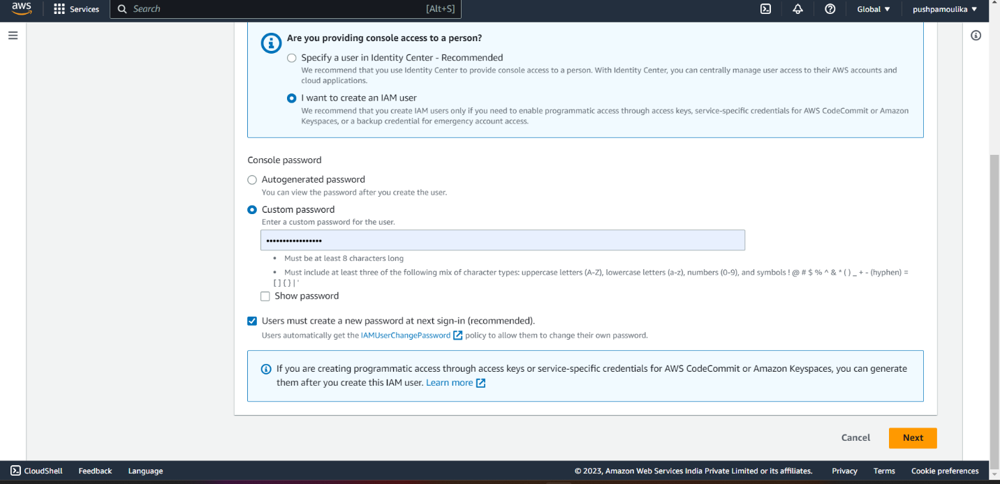 aws
Services
Search
[Alt+S]
Global
pushpamoulika
Are you providing console access to a person?
Specify a user in Identity Center - Recommended
We recommend that you use Identity Center to provide console access to a person. With Identity Center, you can centrally manage user access to their AWS accounts and
cloud applications.
I want to create an IAM user
We recommend that you create IAM users only if you need to enable programmatic access through access keys, service-specific credentials for AWS CodeCommit or Amazon
Keyspaces, or a backup credential for emergency account access.
Console password
Autogenerated password
You can view the password after you create the user.
Custom password
Enter a custom password for the user.
•••••••••••••••••
• Must be at least 8 characters long
• Must include at least three of the following mix of character types: uppercase letters (A-Z), lowercase letters (a-z), numbers (0-9), and symbols ! @ # $ % ^ & * ( ) _ + - (hyphen) =
[ ] { } | '
Show password
Users must create a new password at next sign-in (recommended).
Users automatically get the IAMUserChangePassword policy to allow them to change their own password.
If you are creating programmatic access through access keys or service-specific credentials for AWS CodeCommit or Amazon Keyspaces, you can generate
them after you create this IAM user. Learn more
Cancel
Next
CloudShell
Feedback
Language
© 2023, Amazon Web Services India Private Limited or its affiliates.
Privacy
Terms
Cookie preferences